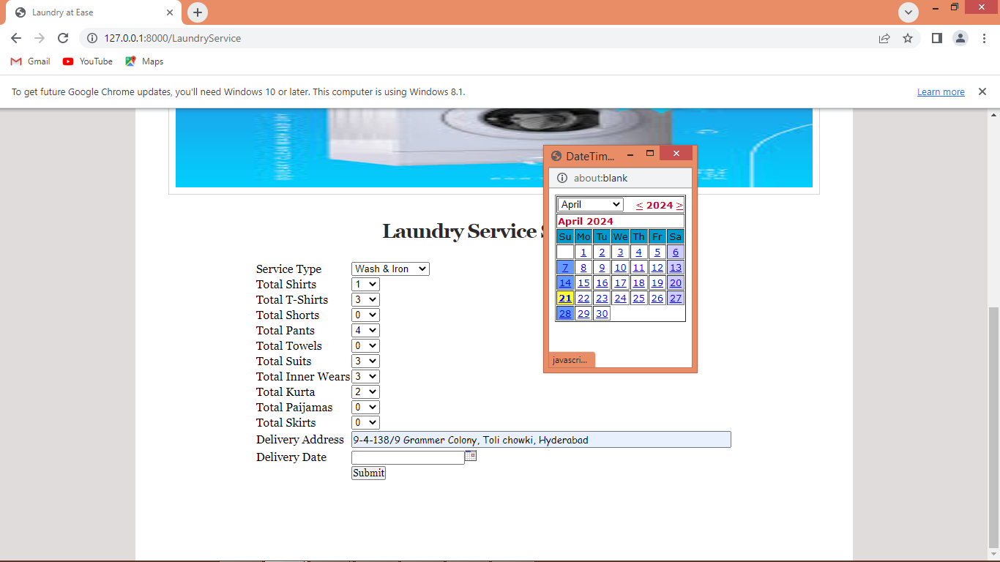 Laundry at Ease
127.0.0.1:8000/LaundryService
Gmail YouTube Maps
To get future Google Chrome updates, you'll need Windows 10 or later. This computer is using Windows 8.1. Learn more
DateTim...
about:blank
April < 2024 >
April 2024
Su Mo Tu We Th Fr Sa
1 2 3 4 5 6
7 8 9 10 11 12 13
14 15 16 17 18 19 20
21 22 23 24 25 26 27
28 29 30
javascri...
Laundry Service
Service Type Wash & Iron
Total Shirts 1
Total T-Shirts 3
Total Shorts 0
Total Pants 4
Total Towels 0
Total Suits 3
Total Inner Wears 3
Total Kurta 2
Total Paijamas 0
Total Skirts 0
Delivery Address 9-4-138/9 Grammer Colony, Toli chowki, Hyderabad
Delivery Date
Submit